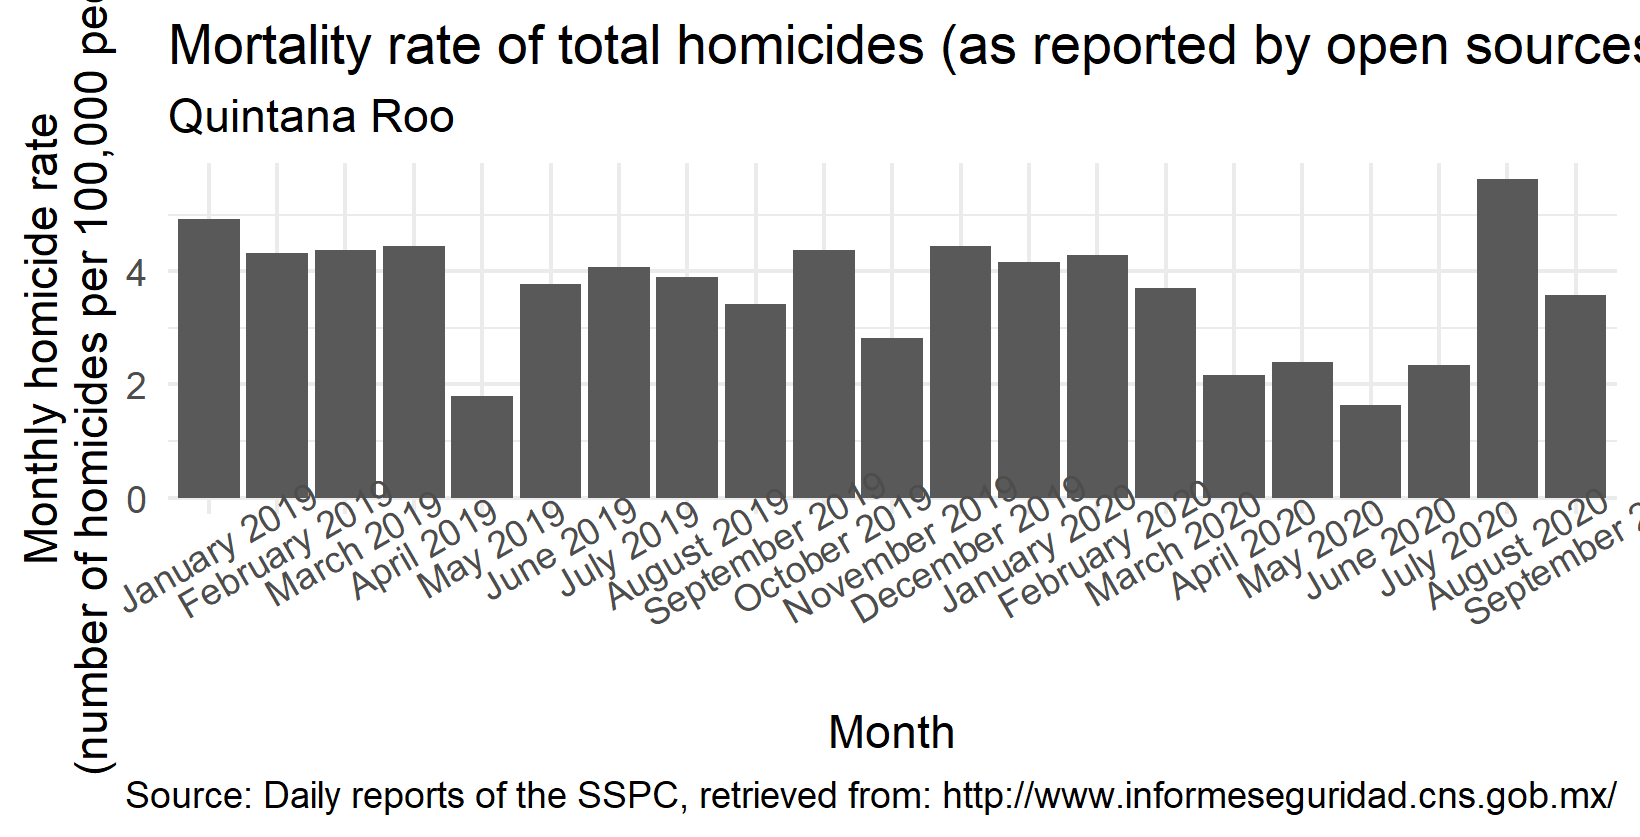 Mortality rate of total homicides (as reported by open sources
Quintana Roo
Monthly homicide rate
(number of homicides per 100,000
4
2
0
January 2019
February 2019
March 2019
April 2019
May 2019
June 2019
July 2019
August 2019
September 2019
October 2019
November 2019
December 2019
January 2020
February 2020
March 2020
April 2020
May 2020
June 2020
July 2020
August 2020
September
Month
Source: Daily reports of the SSPC, retrieved from: http://www.informeseguridad.cns.gob.mx/